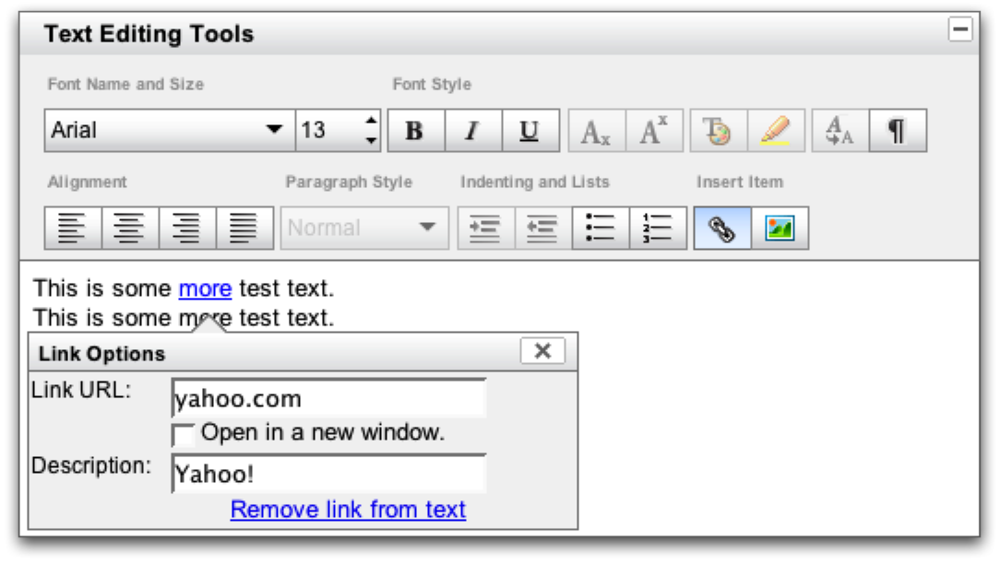 Text Editing Tools
Font Name and Size Font Style
Arial 13 B I U Ax Aˣ T A A ¶
Alignment Paragraph Style Indenting and Lists Insert Item
Normal 1 2 3
This is some more test text.
This is some more test text.
Link Options
Link URL: yahoo.com
Open in a new window.
Description: Yahoo!
Remove link from text